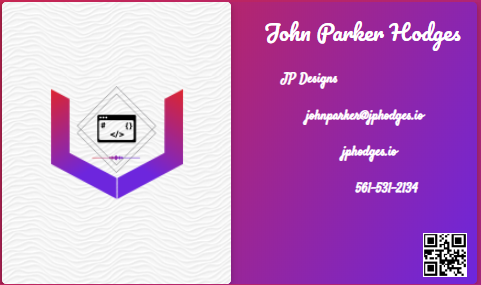 # {}
</>
John Parker Hodges
JP Designs
johnparker@jphodges.io
jphodges.io
561-531-2134